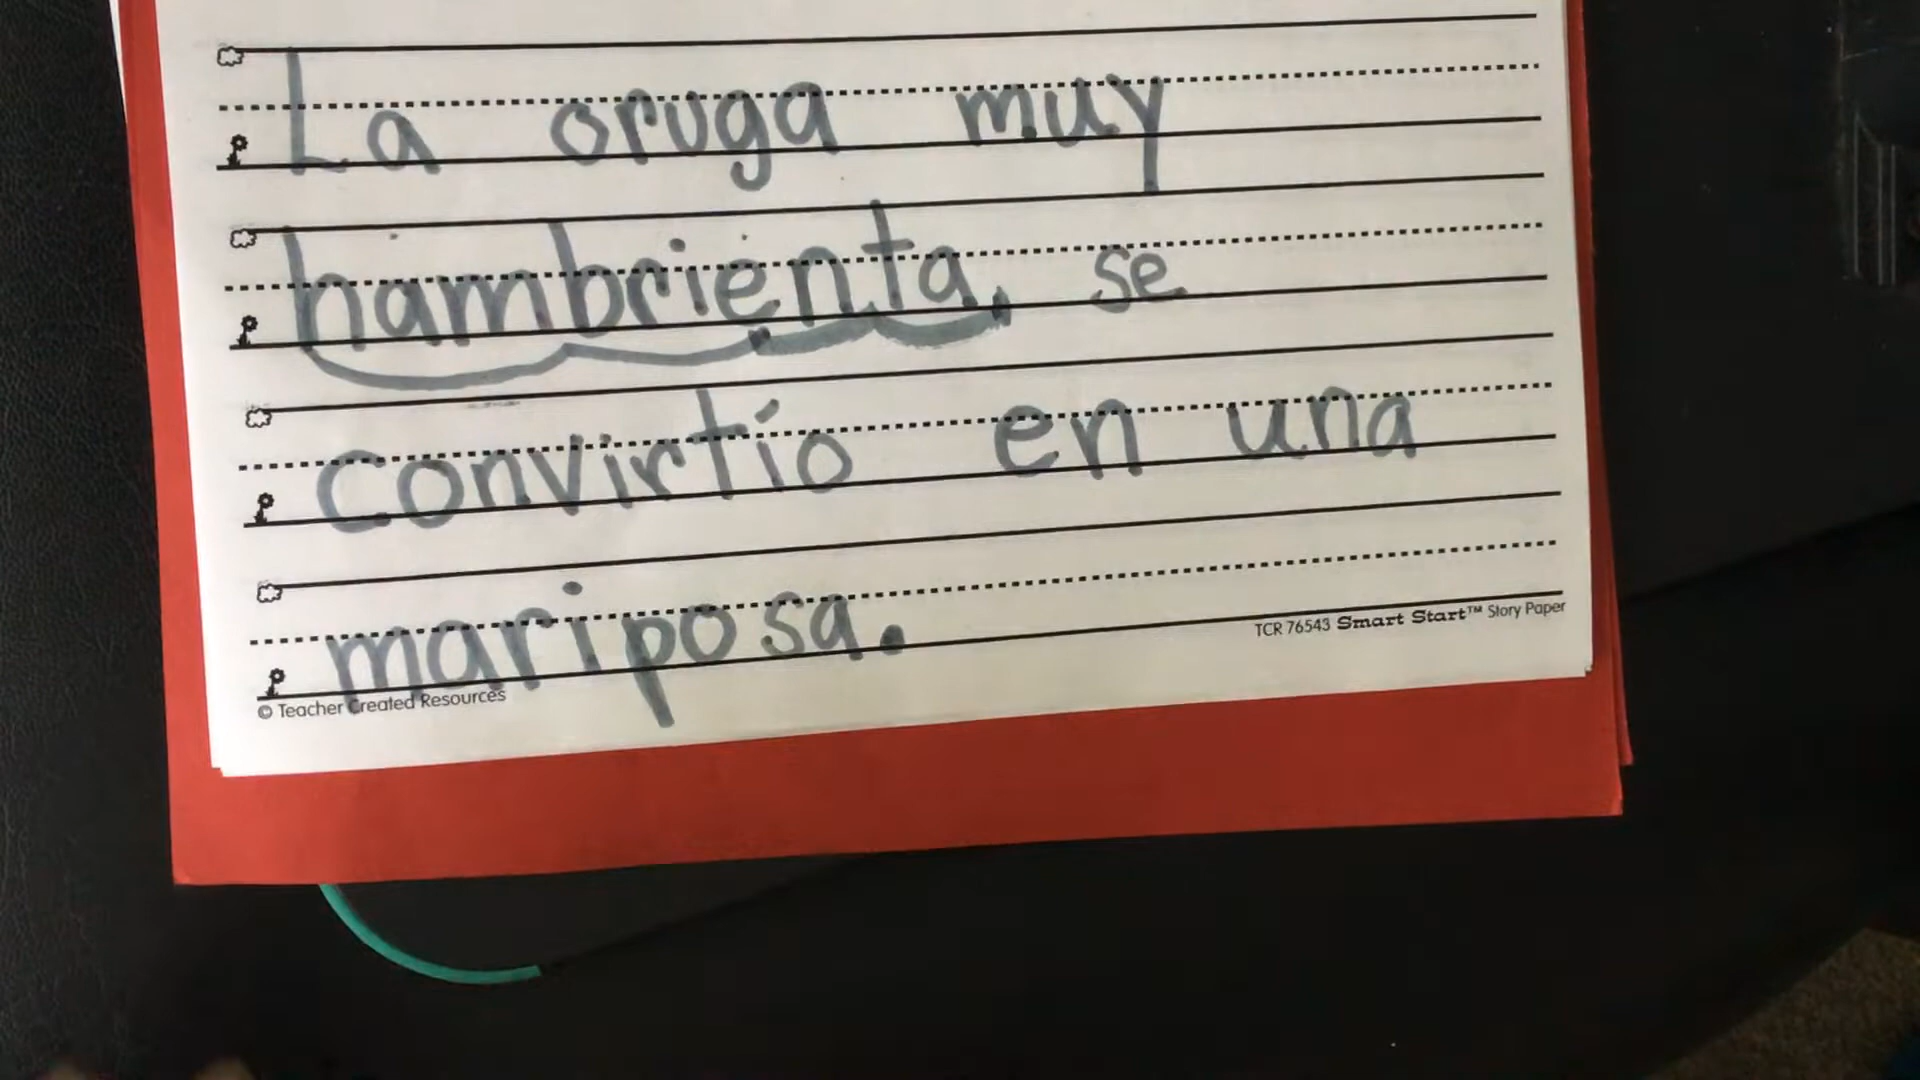 La oruga muy
hambrienta, se
convirtío en una
mariposa.
TCR 76543 Smart Start™ Story Paper
© Teacher Created Resources